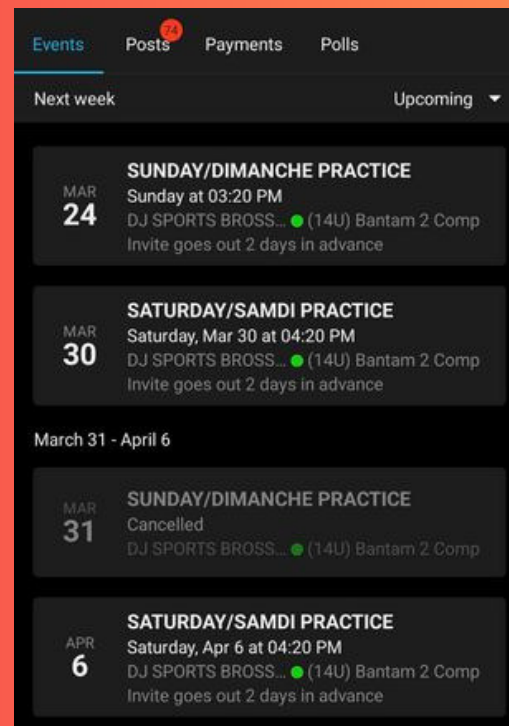 Events Posts 74 Payments Polls
Next week Upcoming
MAR
24
SUNDAY/DIMANCHE PRACTICE
Sunday at 03:20 PM
DJ SPORTS BROSS... (14U) Bantam 2 Comp
Invite goes out 2 days in advance
MAR
30
SATURDAY/SAMDI PRACTICE
Saturday, Mar 30 at 04:20 PM
DJ SPORTS BROSS... (14U) Bantam 2 Comp
Invite goes out 2 days in advance
March 31 - April 6
MAR
31
SUNDAY/DIMANCHE PRACTICE
Cancelled
DJ SPORTS BROSS... (14U) Bantam 2 Comp
APR
6
SATURDAY/SAMDI PRACTICE
Saturday, Apr 6 at 04:20 PM
DJ SPORTS BROSS... (14U) Bantam 2 Comp
Invite goes out 2 days in advance